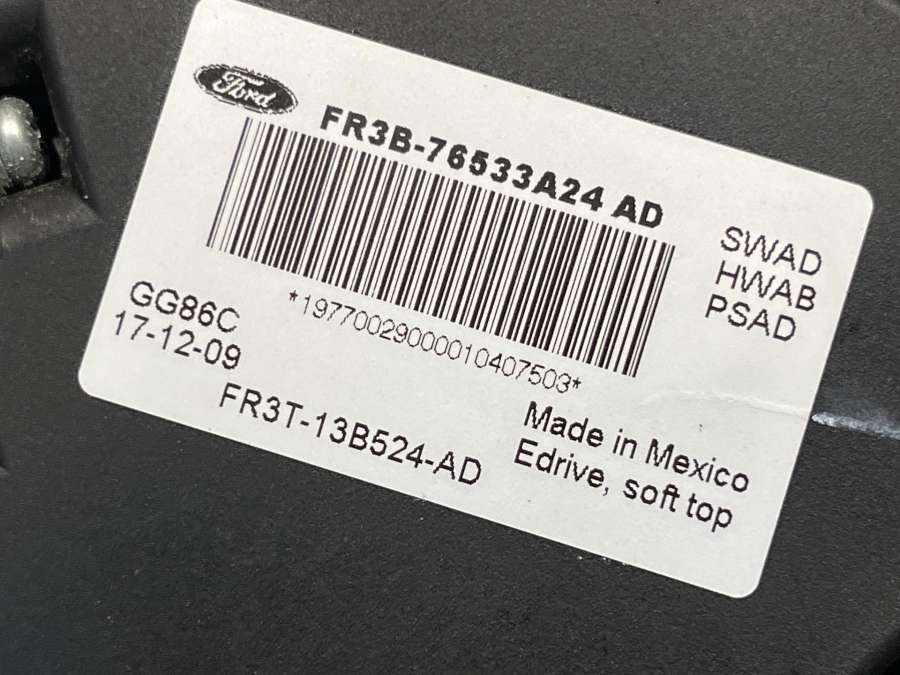 Ford
FR3B-76533A24 AD
SWAD
HWAB
PSAD
*19770029000010407503*
GG86C
17-12-09
FR3T-13B524-AD
Made in Mexico
Edrive, soft top